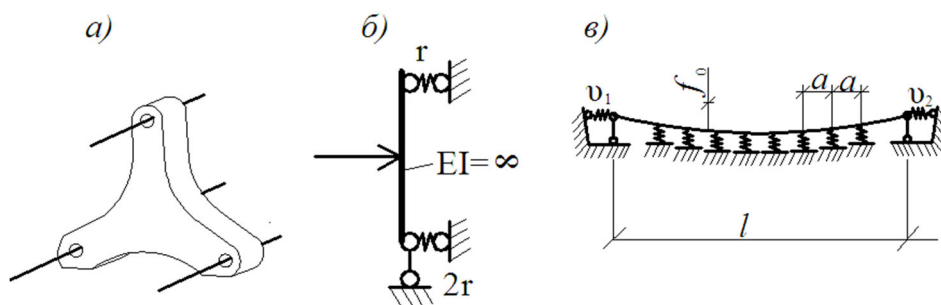 а) б) в)
r
f₀
a a
υ₁ υ₂
EI= ∞
l
2r